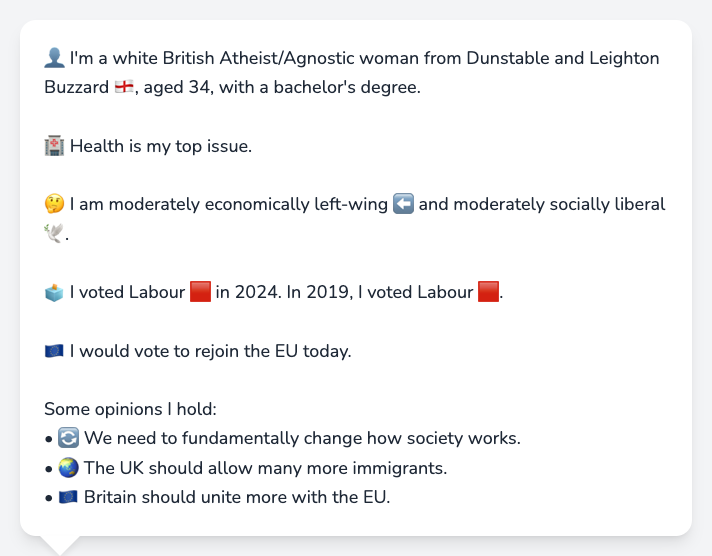 👤 I'm a white British Atheist/Agnostic woman from Dunstable and Leighton
Buzzard 🏴󠁧󠁢󠁥󠁮󠁧󠁿, aged 34, with a bachelor's degree.
🏥 Health is my top issue.
🤔 I am moderately economically left-wing ⬅️ and moderately socially liberal
🕊️.
🗳️ I voted Labour 🟥 in 2024. In 2019, I voted Labour 🟥.
🇪🇺 I would vote to rejoin the EU today.
Some opinions I hold:
• 🔄 We need to fundamentally change how society works.
• 🌏 The UK should allow many more immigrants.
• 🇪🇺 Britain should unite more with the EU.